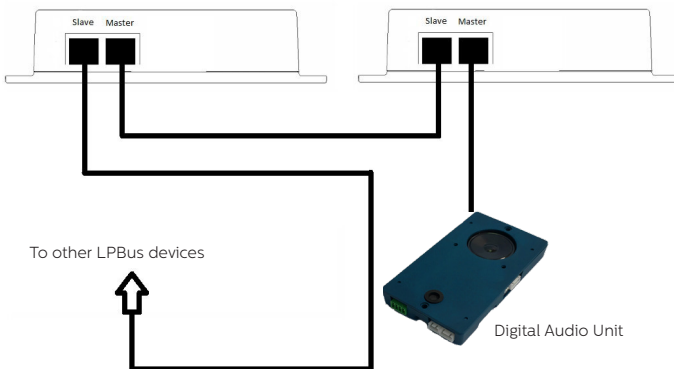 Slave Master
Slave Master
To other LPBus devices
Digital Audio Unit